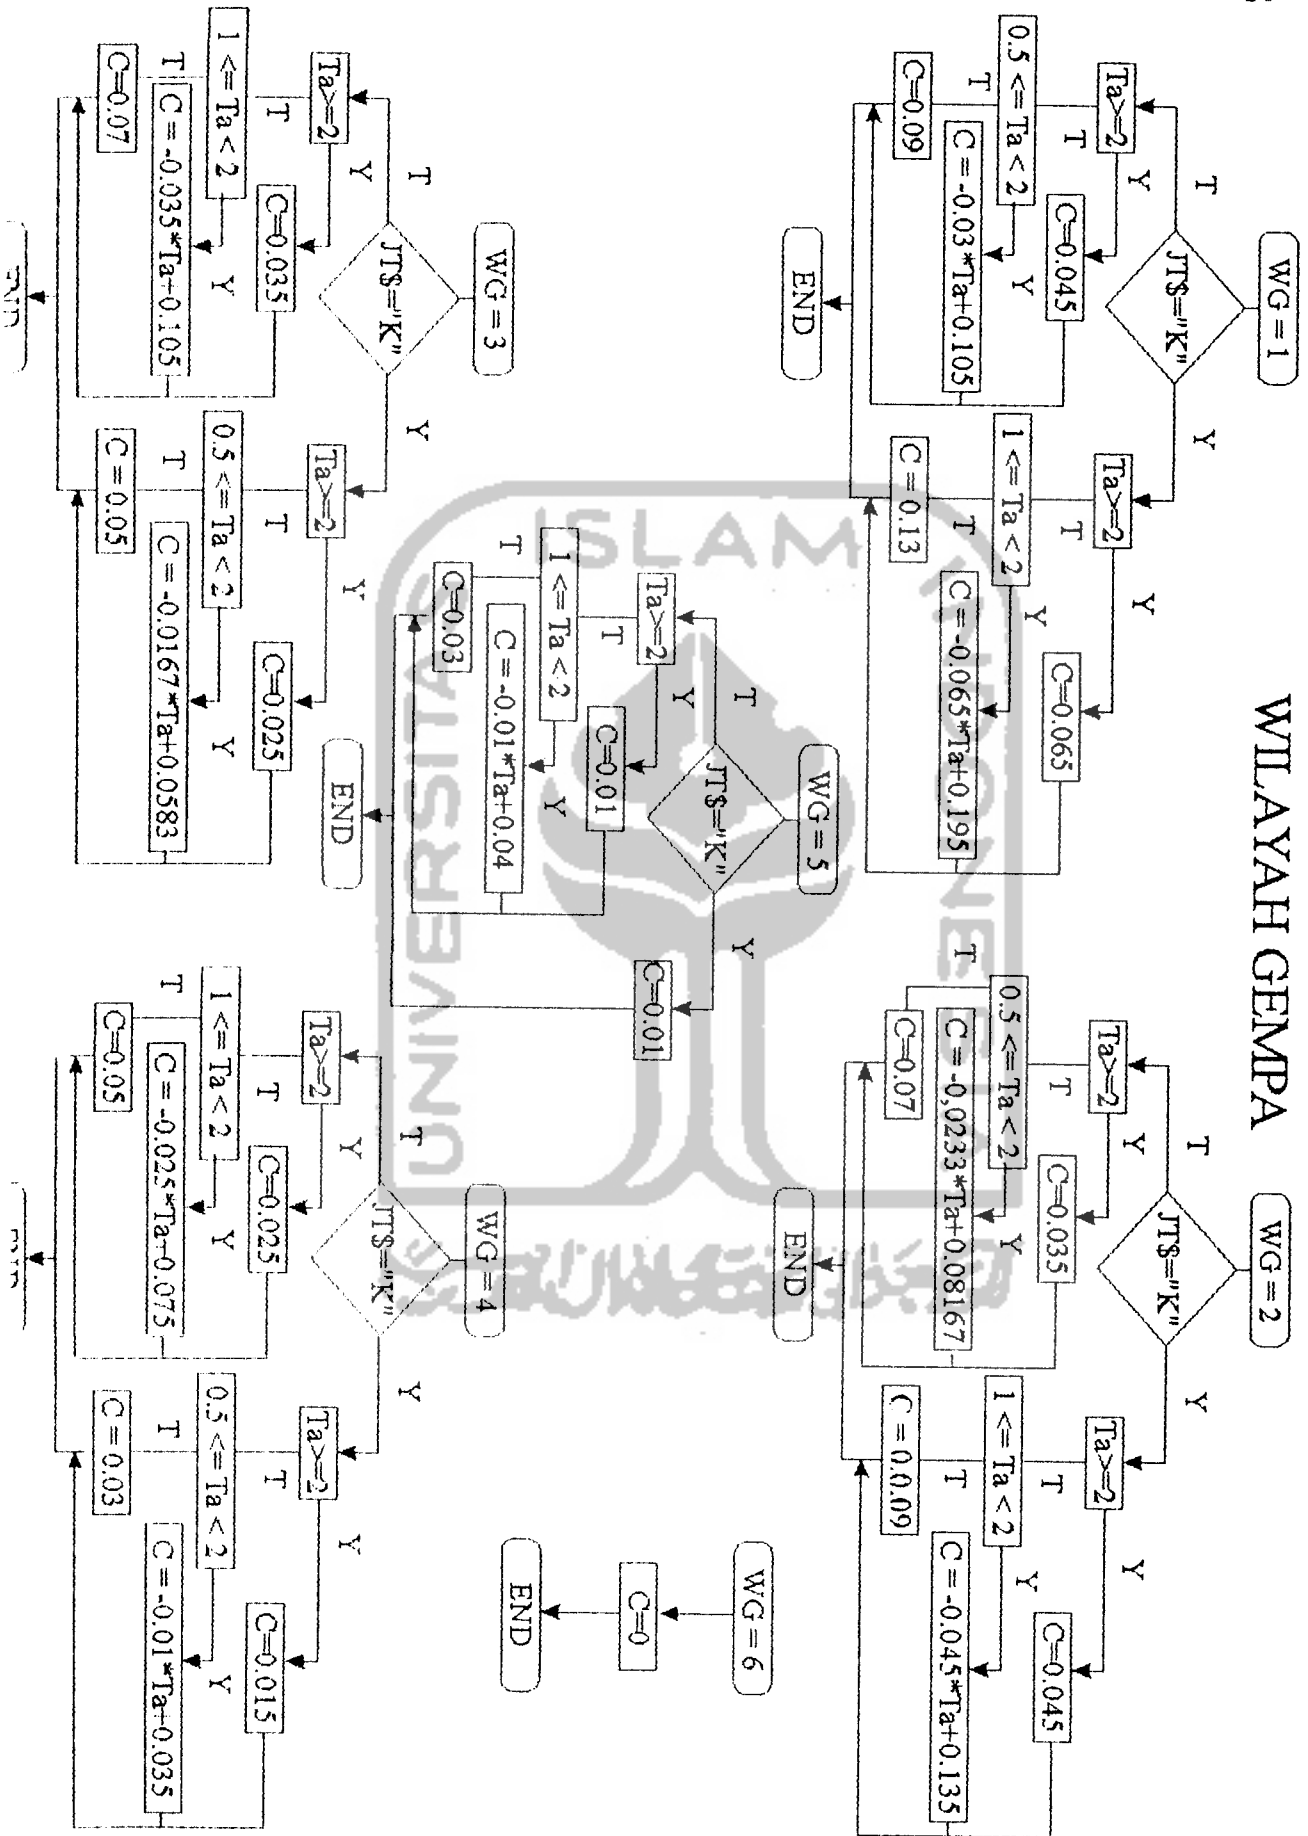 WILAYAH GEMPA
WG = 1
JT$="K"
T
Y
Ta>=2
Y
T
C=0.045
0.5 <= Ta < 2
Y
T
C = -0.03*Ta+0.105
C=0.09
Ta>=2
Y
T
C=0.065
1 <= Ta < 2
Y
T
C = -0.065*Ta+0.195
C = 0.13
END
WG = 2
JT$="K"
T
Y
Ta>=2
Y
T
C=0.035
0.5 <= Ta < 2
Y
T
C = -0,0233*Ta+0.08167
C=0.07
Ta>=2
Y
T
C=0.045
1 <= Ta < 2
Y
T
C = -0.045*Ta+0.135
C = 0.0.09
END
WG = 3
JT$="K"
T
Y
Ta>=2
Y
T
C=0.035
1 <= Ta < 2
Y
T
C = -0.035*Ta+0.105
C=0.07
Ta>=2
Y
T
C=0.025
0.5 <= Ta < 2
Y
T
C = -0.0167*Ta+0.0583
C = 0.05
WG = 5
JT$="K"
T
Y
Ta>=2
Y
T
C=0.01
1 <= Ta < 2
Y
T
C = -0.01*Ta+0.04
C=0.03
C=0.01
END
WG = 4
JT$="K"
T
Y
Ta>=2
Y
T
C=0.025
1 <= Ta < 2
Y
T
C = -0.025*Ta+0.075
C=0.05
Ta>=2
Y
T
C=0.015
0.5 <= Ta < 2
Y
T
C = -0.01*Ta+0.035
C = 0.03
WG = 6
C=0
END
UNIVERSITAS
ISLAM
INDONESIA